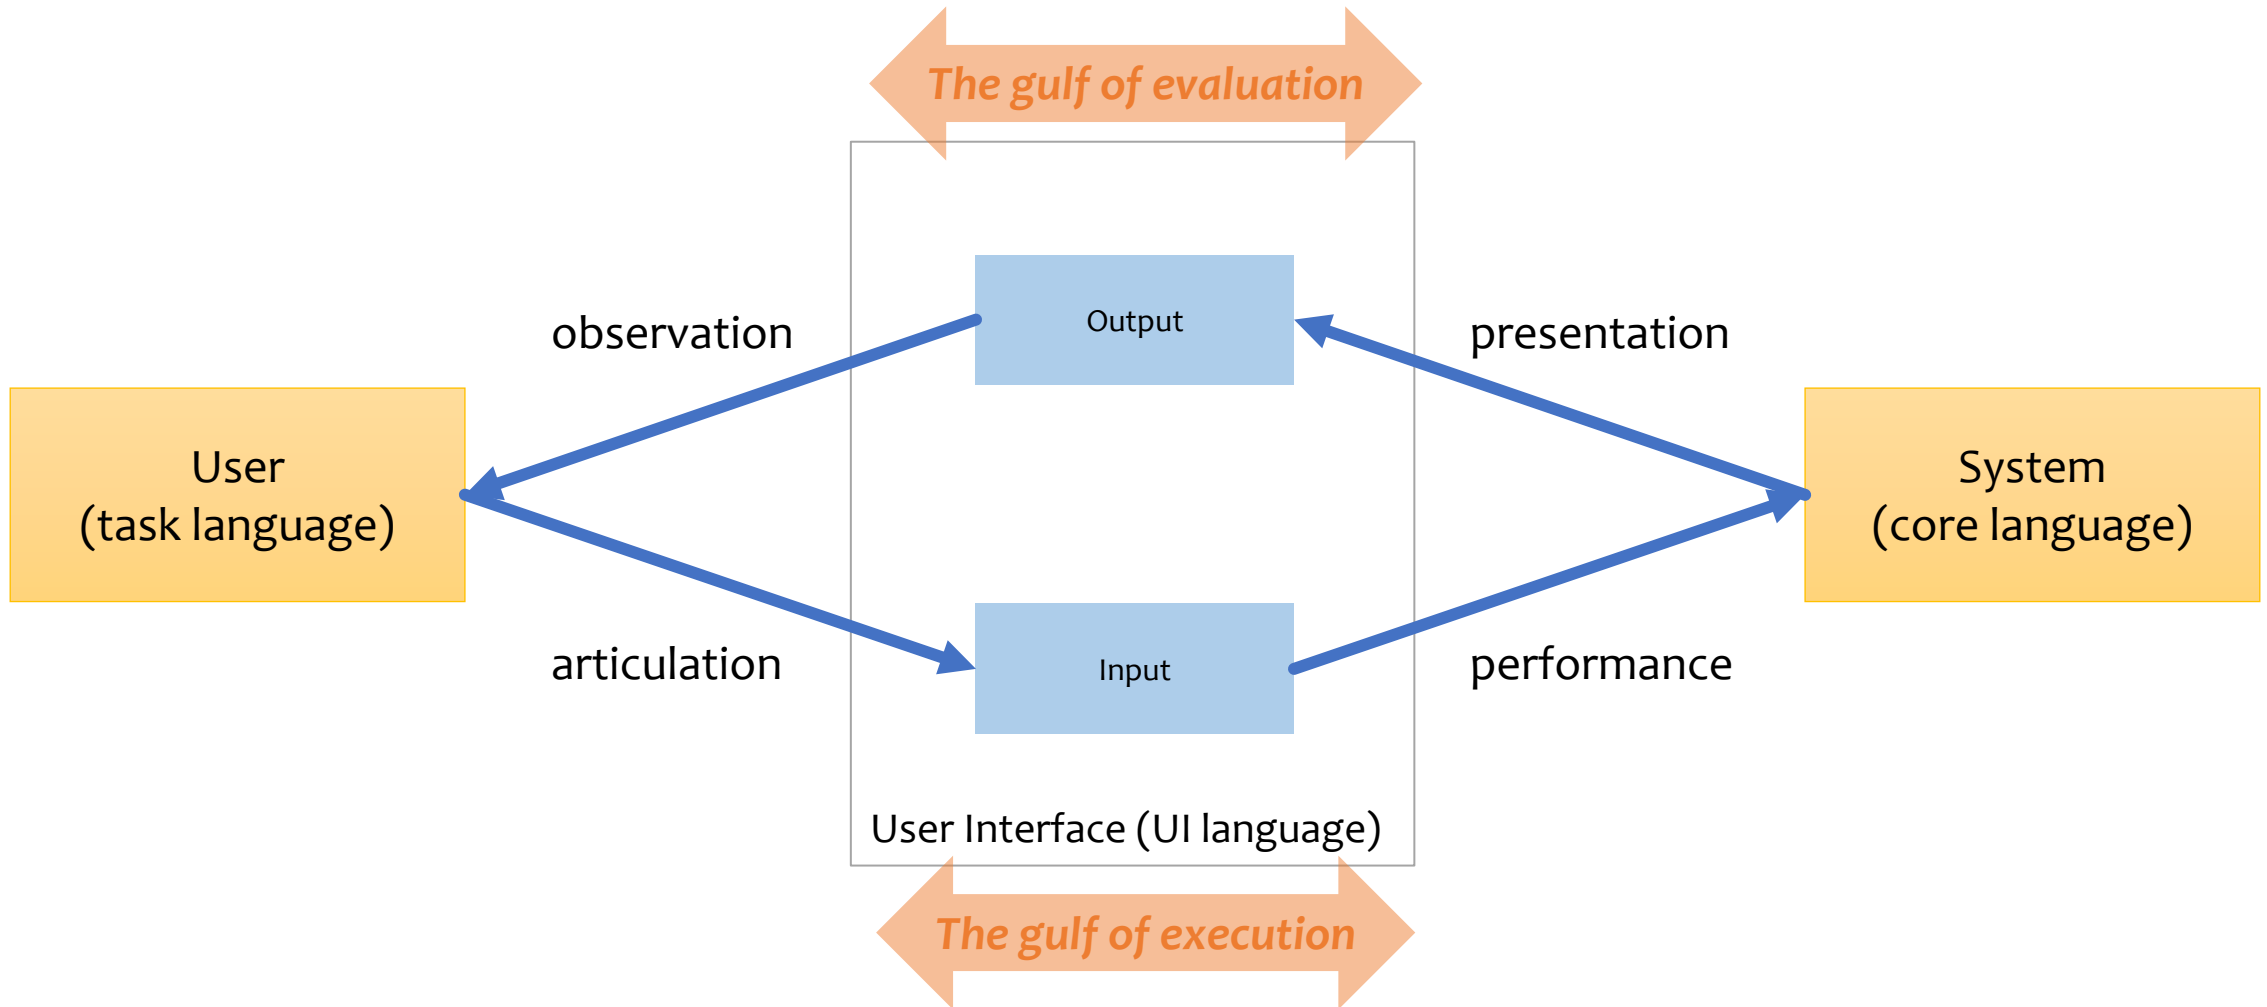 The gulf of evaluation
observation
Output
presentation
User
(task language)
System
(core language)
articulation
Input
performance
User Interface (UI language)
The gulf of execution